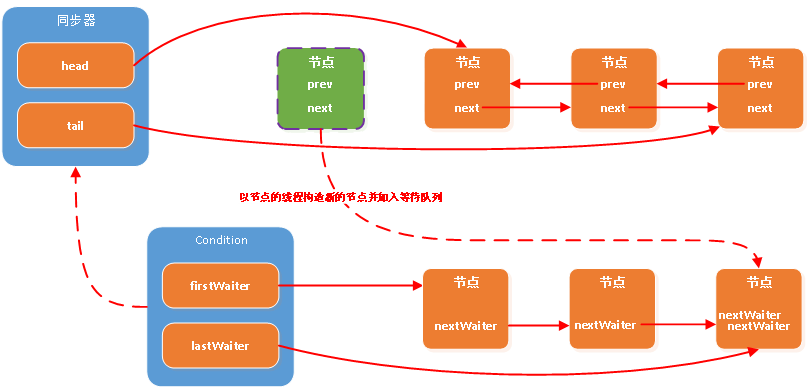 同步器
head
tail
节点
prev
next
节点
prev
next
节点
prev
next
节点
prev
next
以节点的线程构造新的节点并加入等待队列
Condition
firstWaiter
lastWaiter
节点
nextWaiter
节点
nextWaiter
节点
nextWaiter
nextWaiter